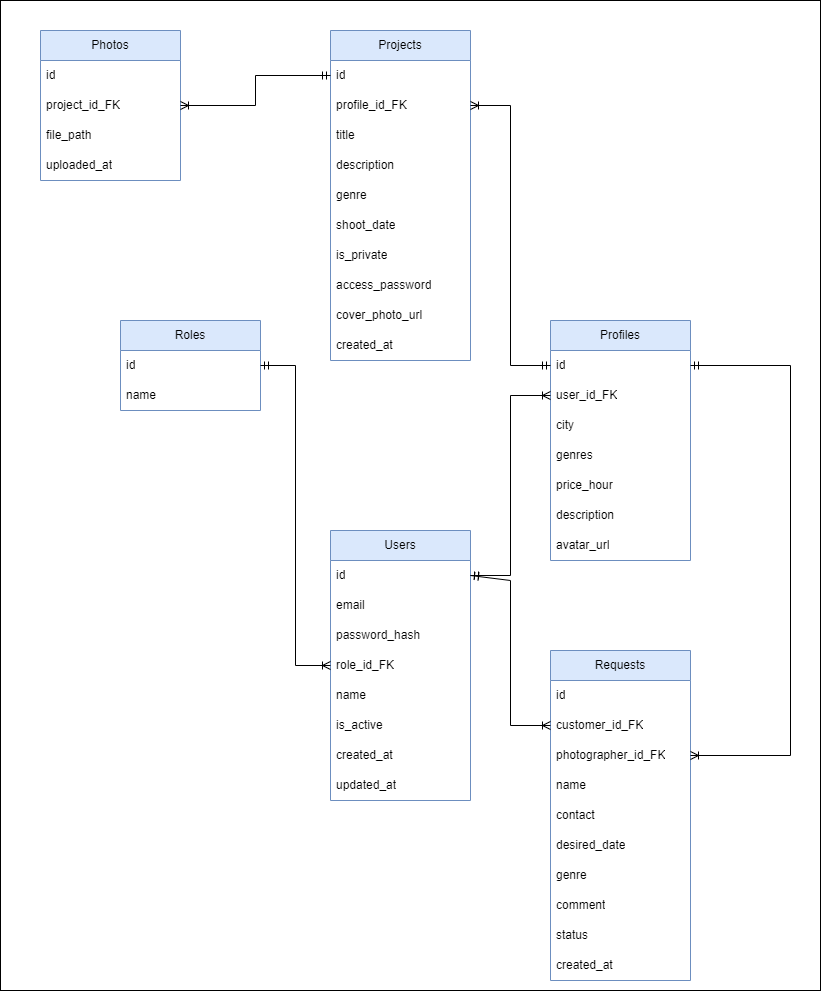 Photos
id
project_id_FK
file_path
uploaded_at
Projects
id
profile_id_FK
title
description
genre
shoot_date
is_private
access_password
cover_photo_url
created_at
Roles
id
name
Profiles
id
user_id_FK
city
genres
price_hour
description
avatar_url
Users
id
email
password_hash
role_id_FK
name
is_active
created_at
updated_at
Requests
id
customer_id_FK
photographer_id_FK
name
contact
desired_date
genre
comment
status
created_at